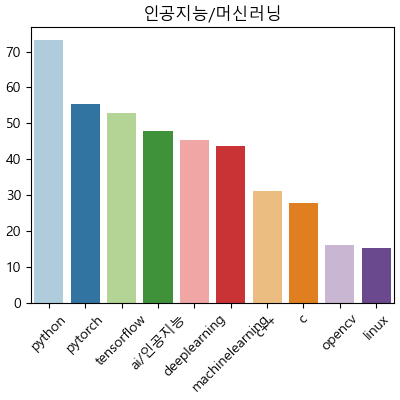 인공지능/머신러닝
70
60
50
40
30
20
10
0
python
pytorch
tensorflow
ai/인공지능
deeplearning
machinelearning
c++
c
opencv
linux